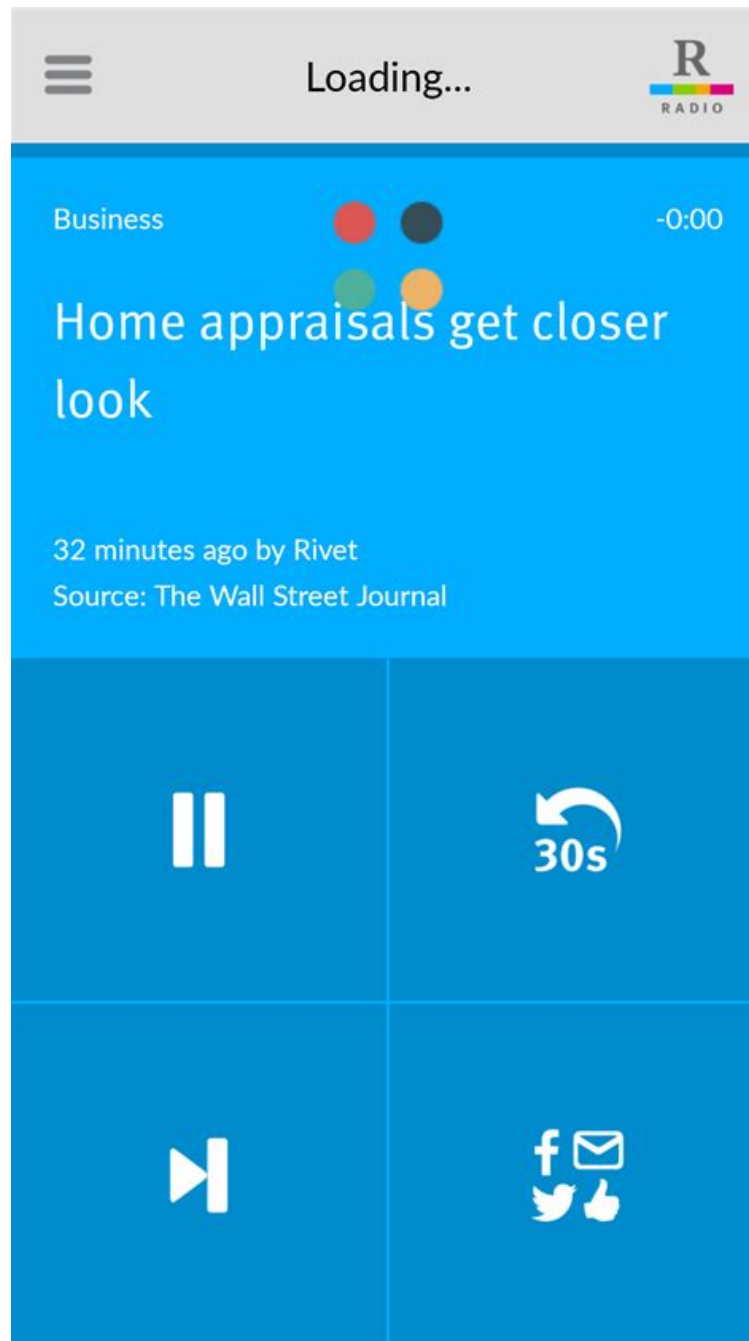 Loading...
R
RADIO
Business
-0:00
Home appraisals get closer
look
32 minutes ago by Rivet
Source: The Wall Street Journal
30s